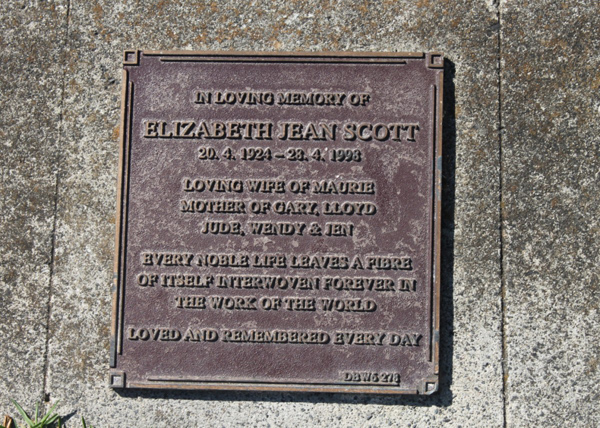 IN LOVING MEMORY OF
ELIZABETH JEAN SCOTT
20. 4. 1924 – 28. 4. 1998
LOVING WIFE OF MAURIE
MOTHER OF GARY, LLOYD
JUDE, WENDY & JEN
EVERY NOBLE LIFE LEAVES A FIBRE
OF ITSELF INTERWOVEN FOREVER IN
THE WORK OF THE WORLD
LOVED AND REMEMBERED EVERY DAY
DBW6-278